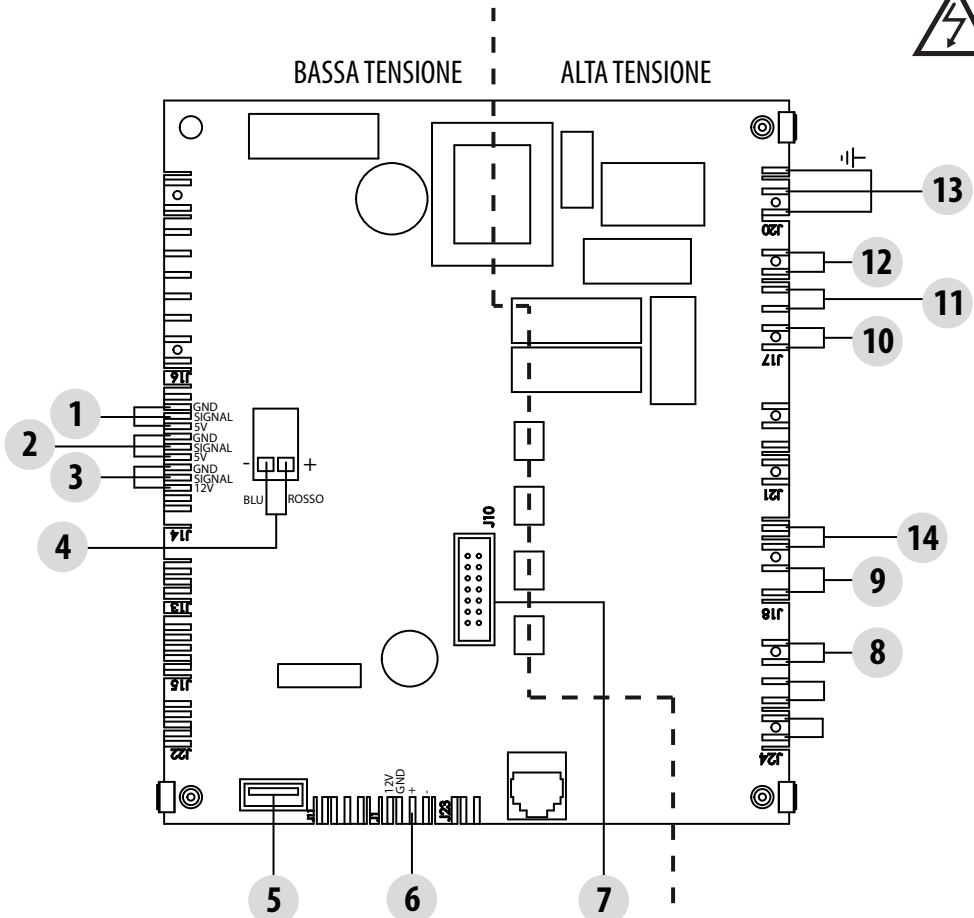 BASSA TENSIONE
ALTA TENSIONE
13
J20
12
11
10
J17
J16
1
GND
SIGNAL
5V
2
GND
SIGNAL
5V
3
GND
SIGNAL
12V
-
+
BLU
ROSSO
J21
J10
J14
4
14
9
J13
J18
8
J15
J22
J24
12V
GND
+
-
J11
J1
J23
5
6
7